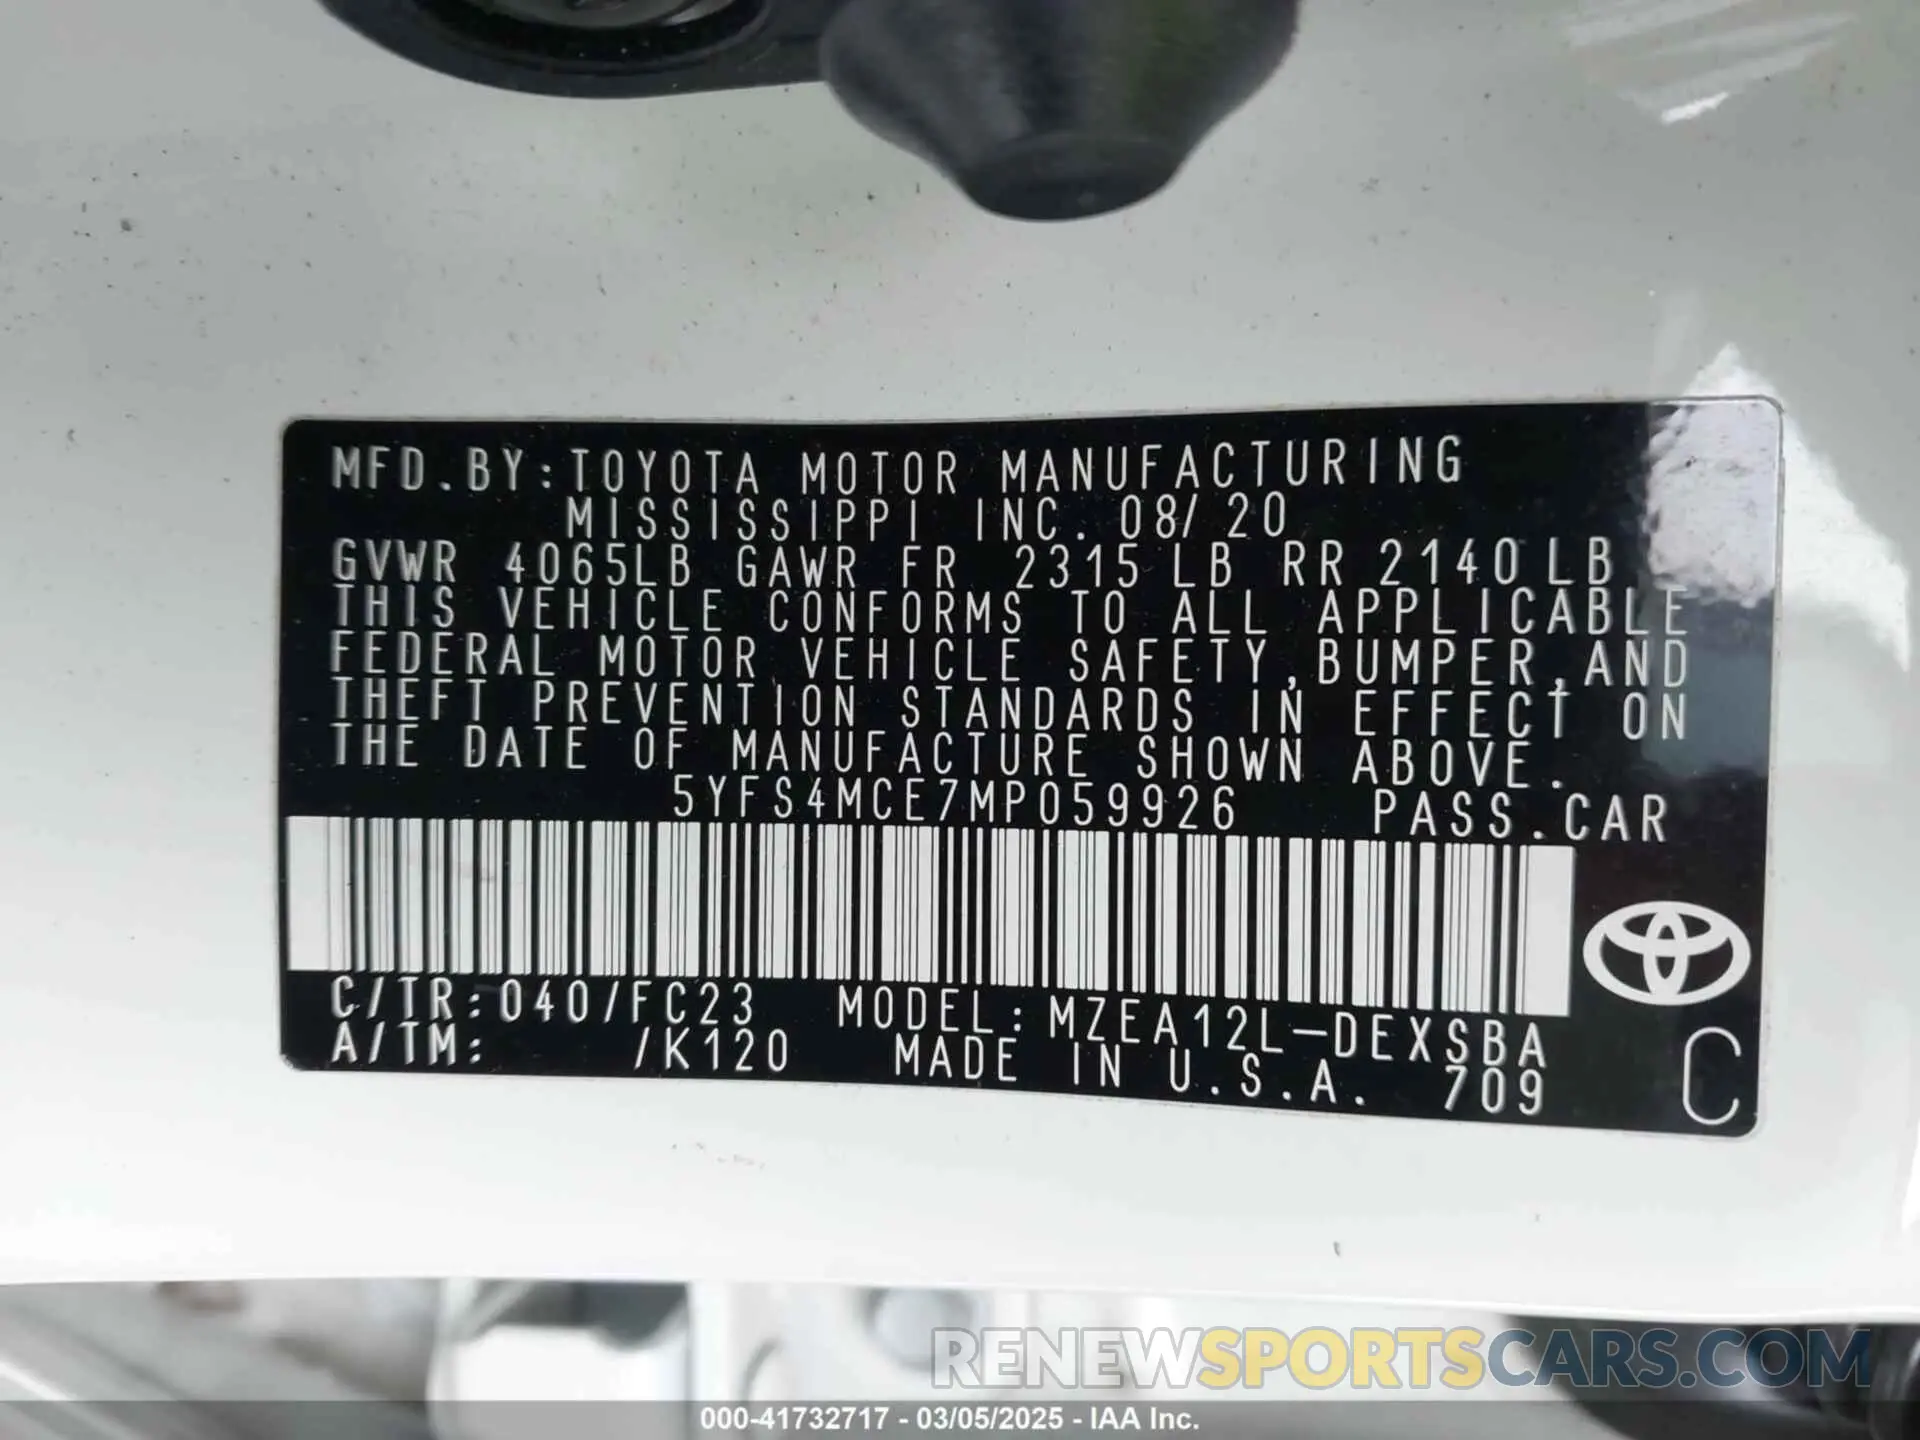 MFD.BY:TOYOTA MOTOR MANUFACTURING
MISSISSIPPI INC. 08/20
GVWR 4065LB GAWR FR 2315LB RR 2140LB
THIS VEHICLE CONFORMS TO ALL APPLICABLE
FEDERAL MOTOR VEHICLE SAFETY,BUMPER,AND
THEFT PREVENTION STANDARDS IN EFFECT ON
THE DATE OF MANUFACTURE SHOWN ABOVE.
5YFS4MCE7MP059926 PASS.CAR
C/TR:040/FC23 MODEL:MZEA12L-DEXSBA
A/TM: /K120 MADE IN U.S.A. 709
C
RENEWSPORTSCARS.COM
000-41732717 - 03/05/2025 - IAA Inc.